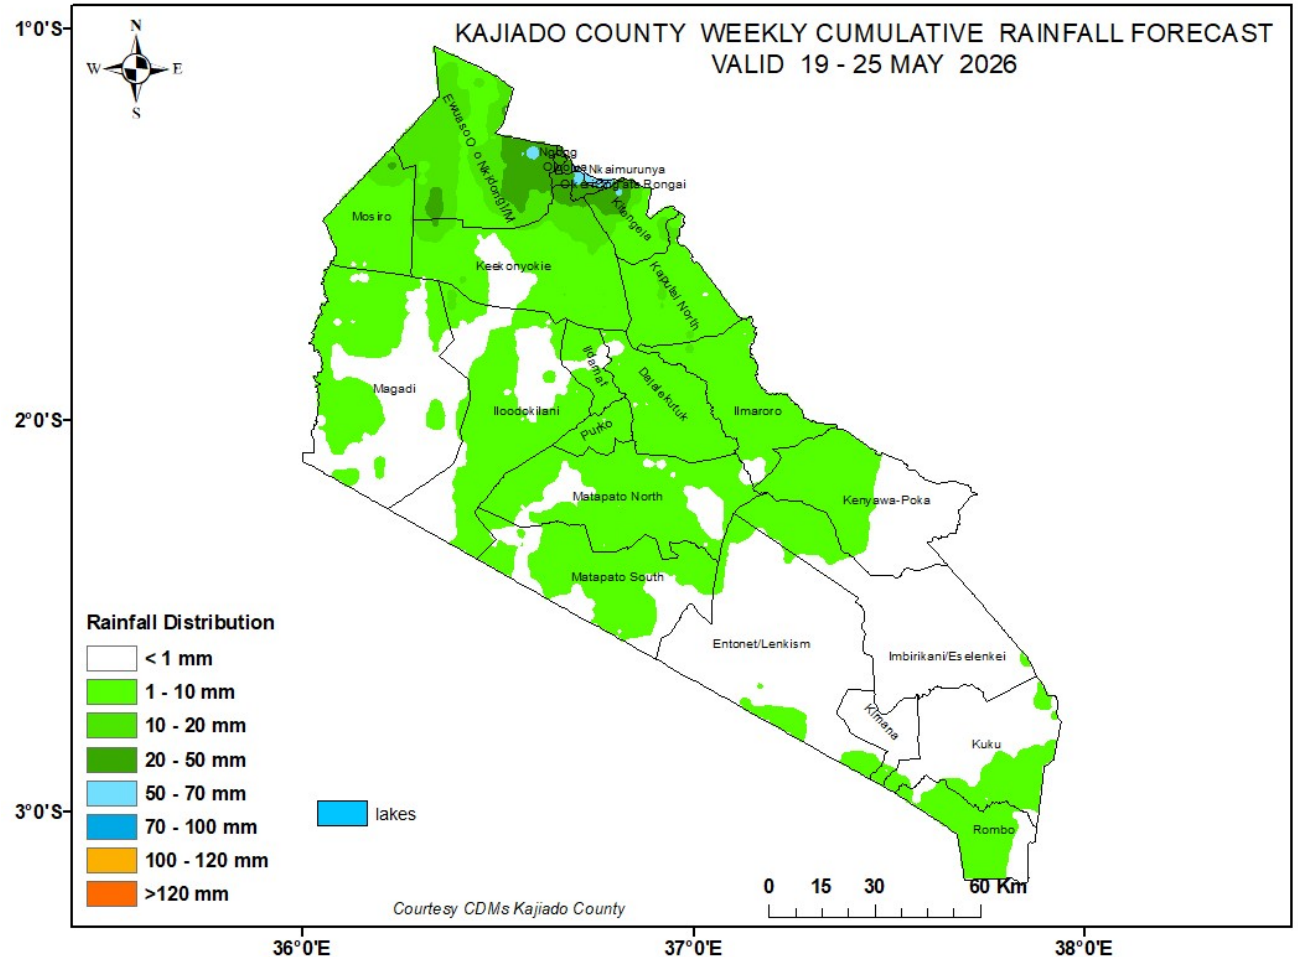 KAJIADO COUNTY WEEKLY CUMULATIVE RAINFALL FORECAST
VALID 19 - 25 MAY 2026
1°0'S
2°0'S
3°0'S
N
W
E
S
Ewuaso O
o Nkidongi/M
Ngong
Nkaimurunya
Rongai
Kitengela
Mosiro
Keekonyokie
Kaputai North
Magadi
Ildamat
Iloodokilani
Purko
Dalalekutuk
Ilmaroro
Matapato North
Kenyawa-Poka
Matapato South
Entonet/Lenkism
Imbirikani/Eselenkei
Kimana
Kuku
Rombo
Rainfall Distribution
< 1 mm
1 - 10 mm
10 - 20 mm
20 - 50 mm
50 - 70 mm
70 - 100 mm
100 - 120 mm
>120 mm
lakes
Courtesy CDMs Kajiado County
0 15 30 60 Km
36°0'E
37°0'E
38°0'E